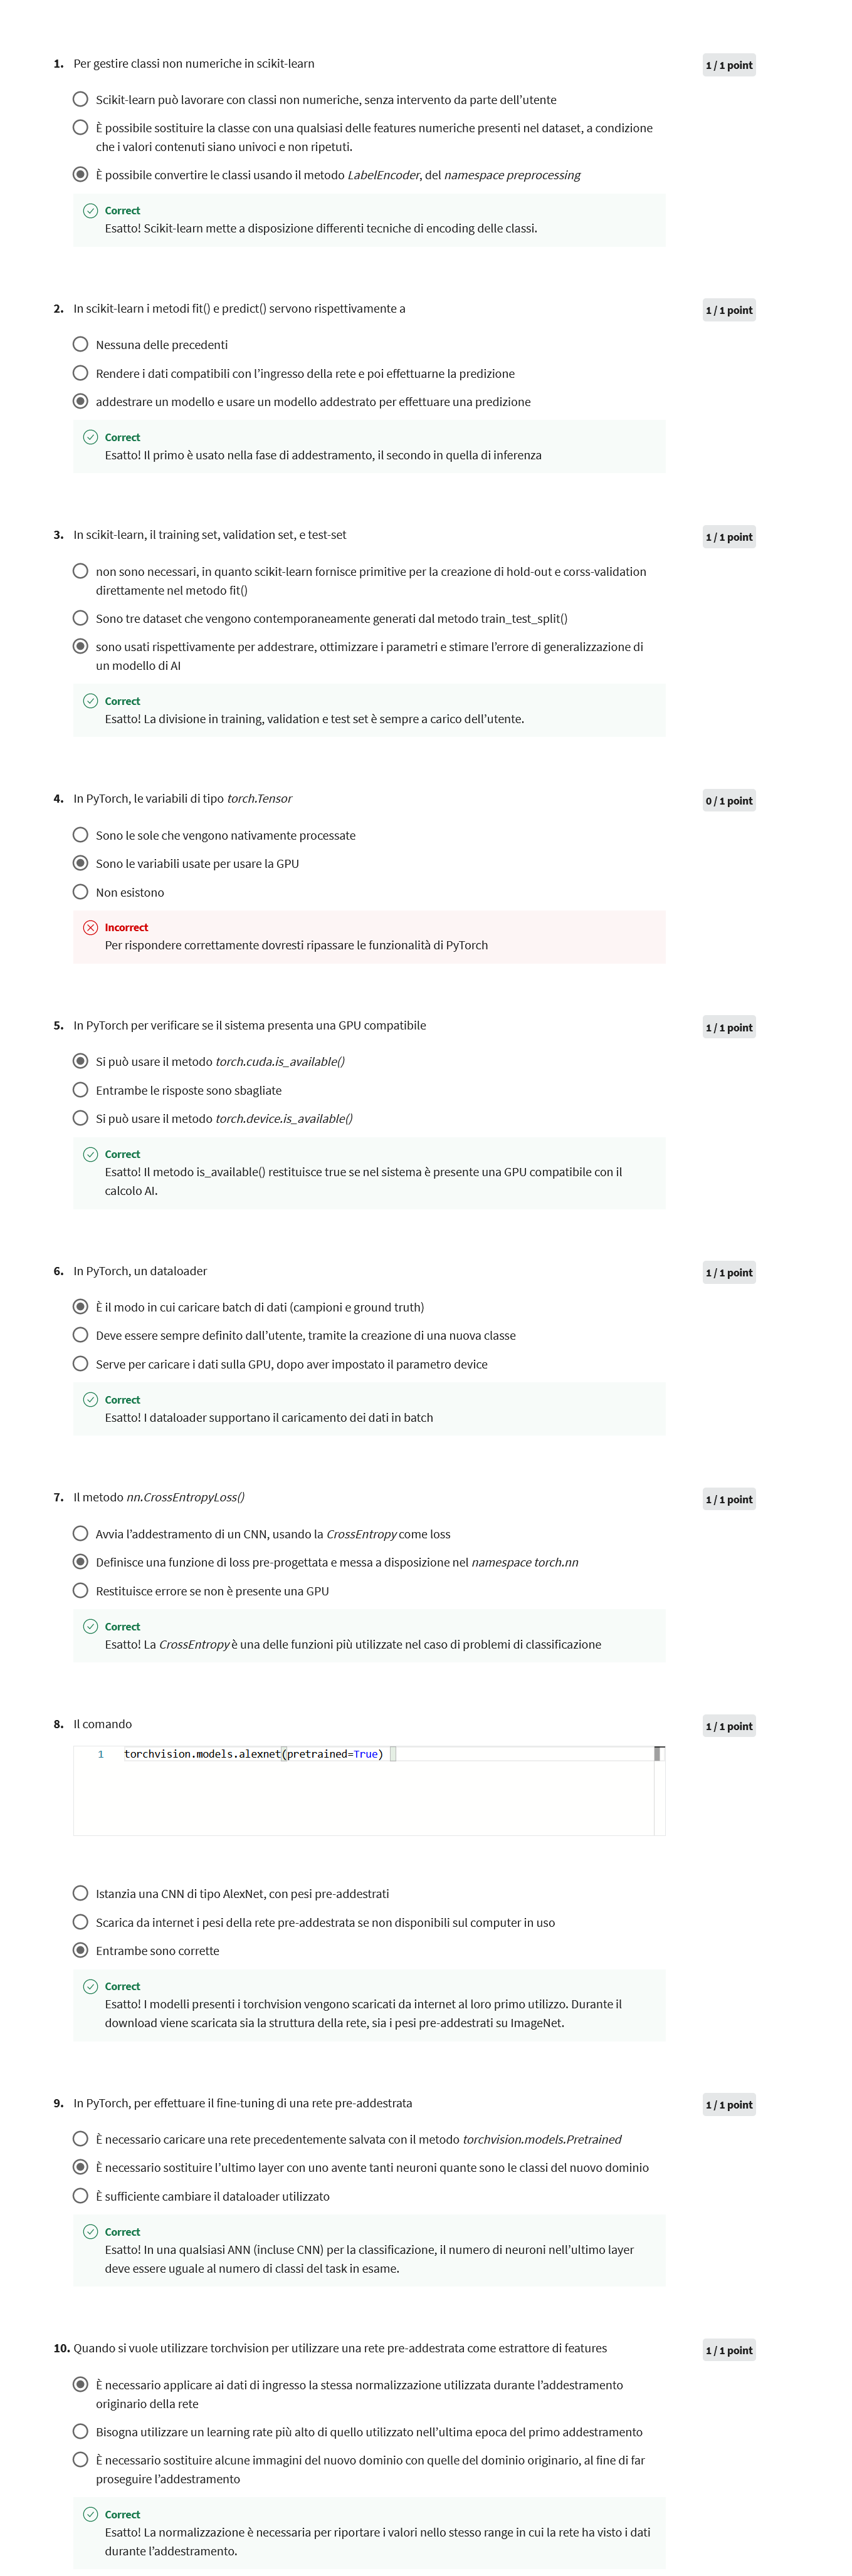 1. Per gestire classi non numeriche in scikit-learn
1 / 1 point
Scikit-learn può lavorare con classi non numeriche, senza intervento da parte dell'utente
È possibile sostituire la classe con una qualsiasi delle features numeriche presenti nel dataset, a condizione
che i valori contenuti siano univoci e non ripetuti.
È possibile convertire le classi usando il metodo LabelEncoder, del namespace preprocessing
Correct
Esatto! Scikit-learn mette a disposizione differenti tecniche di encoding delle classi.
2. In scikit-learn i metodi fit() e predict() servono rispettivamente a
1 / 1 point
Nessuna delle precedenti
Rendere i dati compatibili con l'ingresso della rete e poi effettuarne la predizione
addestrare un modello e usare un modello addestrato per effettuare una predizione
Correct
Esatto! Il primo è usato nella fase di addestramento, il secondo in quella di inferenza
3. In scikit-learn, il training set, validation set, e test-set
1 / 1 point
non sono necessari, in quanto scikit-learn fornisce primitive per la creazione di hold-out e corss-validation
direttamente nel metodo fit()
Sono tre dataset che vengono contemporaneamente generati dal metodo train_test_split()
sono usati rispettivamente per addestrare, ottimizzare i parametri e stimare l'errore di generalizzazione di
un modello di AI
Correct
Esatto! La divisione in training, validation e test set è sempre a carico dell'utente.
4. In PyTorch, le variabili di tipo torch.Tensor
0 / 1 point
Sono le sole che vengono nativamente processate
Sono le variabili usate per usare la GPU
Non esistono
Incorrect
Per rispondere correttamente dovresti ripassare le funzionalità di PyTorch
5. In PyTorch per verificare se il sistema presenta una GPU compatibile
1 / 1 point
Si può usare il metodo torch.cuda.is_available()
Entrambe le risposte sono sbagliate
Si può usare il metodo torch.device.is_available()
Correct
Esatto! Il metodo is_available() restituisce true se nel sistema è presente una GPU compatibile con il
calcolo AI.
6. In PyTorch, un dataloader
1 / 1 point
È il modo in cui caricare batch di dati (campioni e ground truth)
Deve essere sempre definito dall'utente, tramite la creazione di una nuova classe
Serve per caricare i dati sulla GPU, dopo aver impostato il parametro device
Correct
Esatto! I dataloader supportano il caricamento dei dati in batch
7. Il metodo nn.CrossEntropyLoss()
1 / 1 point
Avvia l'addestramento di un CNN, usando la CrossEntropy come loss
Definisce una funzione di loss pre-progettata e messa a disposizione nel namespace torch.nn
Restituisce errore se non è presente una GPU
Correct
Esatto! La CrossEntropy è una delle funzioni più utilizzate nel caso di problemi di classificazione
8. Il comando
1 / 1 point
1 torchvision.models.alexnet(pretrained=True)
Istanzia una CNN di tipo AlexNet, con pesi pre-addestrati
Scarica da internet i pesi della rete pre-addestrata se non disponibili sul computer in uso
Entrambe sono corrette
Correct
Esatto! I modelli presenti i torchvision vengono scaricati da internet al loro primo utilizzo. Durante il
download viene scaricata sia la struttura della rete, sia i pesi pre-addestrati su ImageNet.
9. In PyTorch, per effettuare il fine-tuning di una rete pre-addestrata
1 / 1 point
È necessario caricare una rete precedentemente salvata con il metodo torchvision.models.Pretrained
È necessario sostituire l'ultimo layer con uno avente tanti neuroni quante sono le classi del nuovo dominio
È sufficiente cambiare il dataloader utilizzato
Correct
Esatto! In una qualsiasi ANN (incluse CNN) per la classificazione, il numero di neuroni nell'ultimo layer
deve essere uguale al numero di classi del task in esame.
10. Quando si vuole utilizzare torchvision per utilizzare una rete pre-addestrata come estrattore di features
1 / 1 point
È necessario applicare ai dati di ingresso la stessa normalizzazione utilizzata durante l'addestramento
originario della rete
Bisogna utilizzare un learning rate più alto di quello utilizzato nell'ultima epoca del primo addestramento
È necessario sostituire alcune immagini del nuovo dominio con quelle del dominio originario, al fine di far
proseguire l'addestramento
Correct
Esatto! La normalizzazione è necessaria per riportare i valori nello stesso range in cui la rete ha visto i dati
durante l'addestramento.